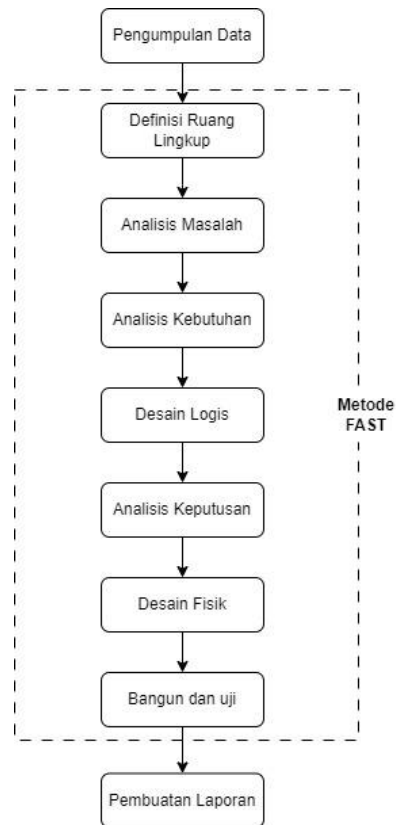 Pengumpulan Data
Definisi Ruang
Lingkup
Analisis Masalah
Analisis Kebutuhan
Desain Logis
Metode
FAST
Analisis Keputusan
Desain Fisik
Bangun dan uji
Pembuatan Laporan